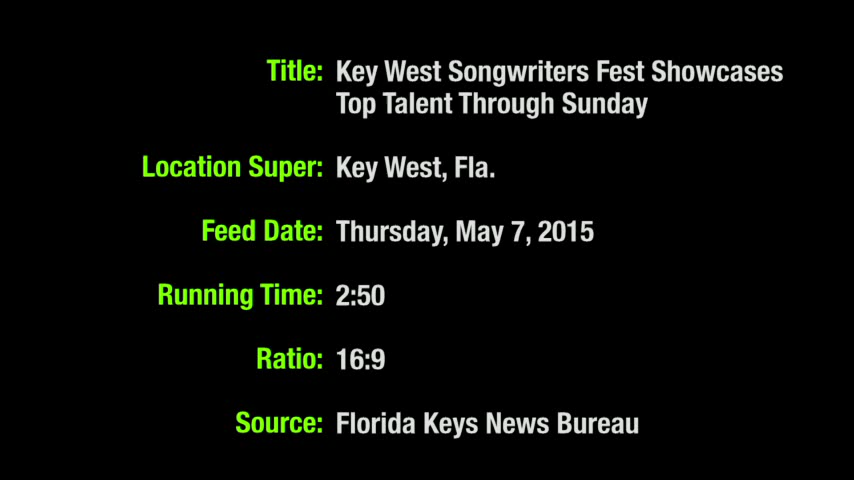 Title: Key West Songwriters Fest Showcases
Top Talent Through Sunday
Location Super: Key West, Fla.
Feed Date: Thursday, May 7, 2015
Running Time: 2:50
Ratio: 16:9
Source: Florida Keys News Bureau